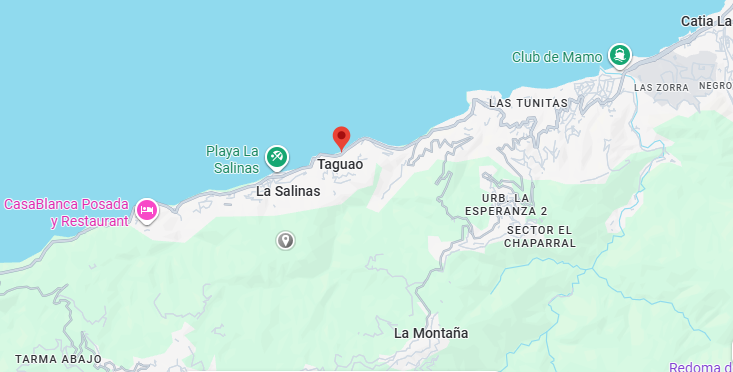 Catia La
Club de Mamo
LAS ZORRA
NEGRO
LAS TUNITAS
Playa La
Salinas
Taguao
La Salinas
CasaBlanca Posada
y Restaurant
URB. LA
ESPERANZA 2
SECTOR EL
CHAPARRAL
La Montaña
TARMA ABAJO
Redoma d